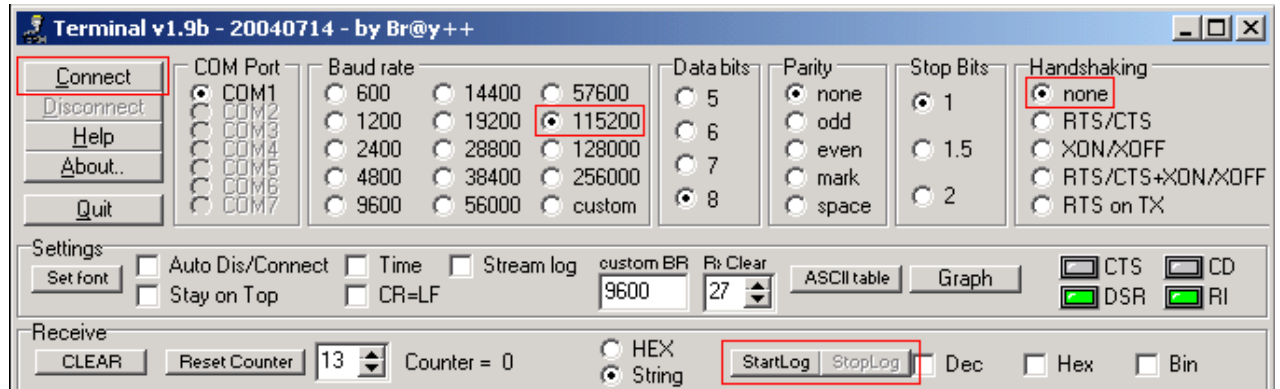 Terminal v1.9b - 20040714 - by Br@y++
Connect
Disconnect
Help
About..
Quit
COM Port
COM1
COM2
COM3
COM4
COM5
COM6
COM7
Baud rate
600 14400 57600
1200 19200 115200
2400 28800 128000
4800 38400 256000
9600 56000 custom
Data bits
5
6
7
8
Parity
none
odd
even
mark
space
Stop Bits
1
1.5
2
Handshaking
none
RTS/CTS
XON/XOFF
RTS/CTS+XON/XOFF
RTS on TX
Settings
Set font
Auto Dis/Connect Time Stream log
Stay on Top CR=LF
custom BR
9600
Clear
27
ASCII table Graph
CTS CD
DSR RI
Receive
CLEAR Reset Counter 13 Counter = 0
HEX
String
StartLog StopLog Dec Hex Bin